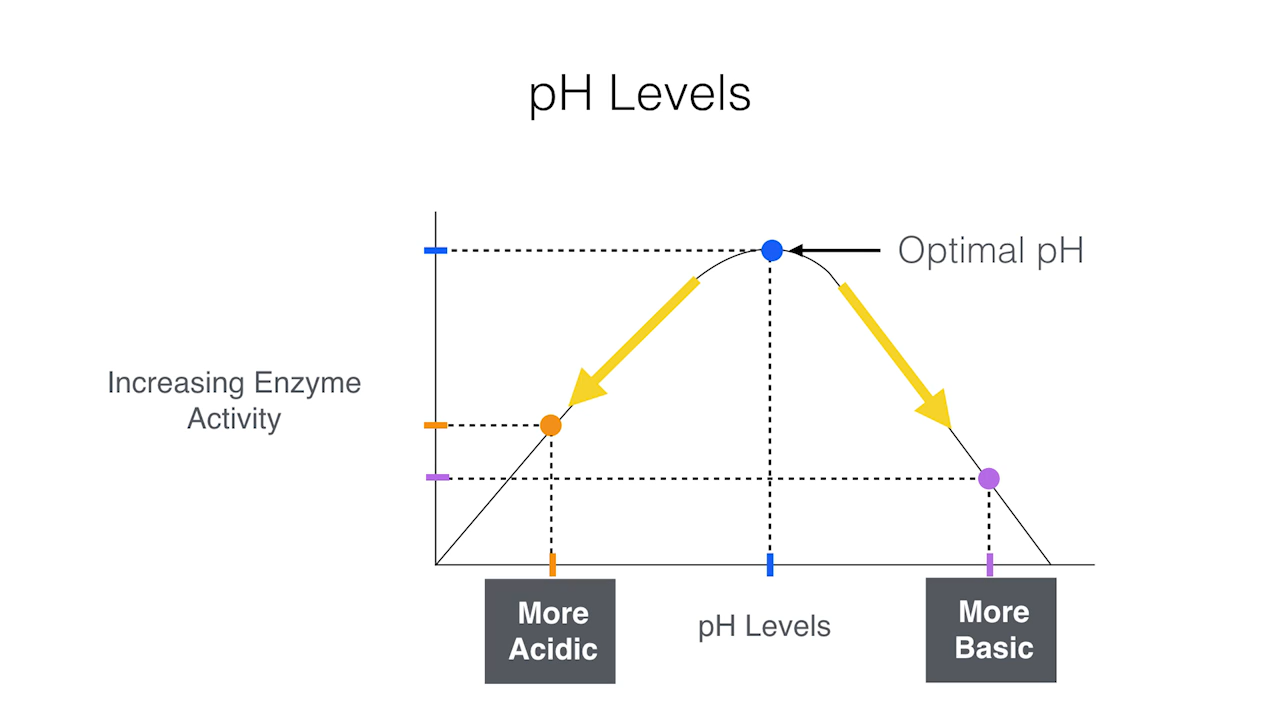 pH Levels
Optimal pH
Increasing Enzyme
Activity
More
Acidic
pH Levels
More
Basic